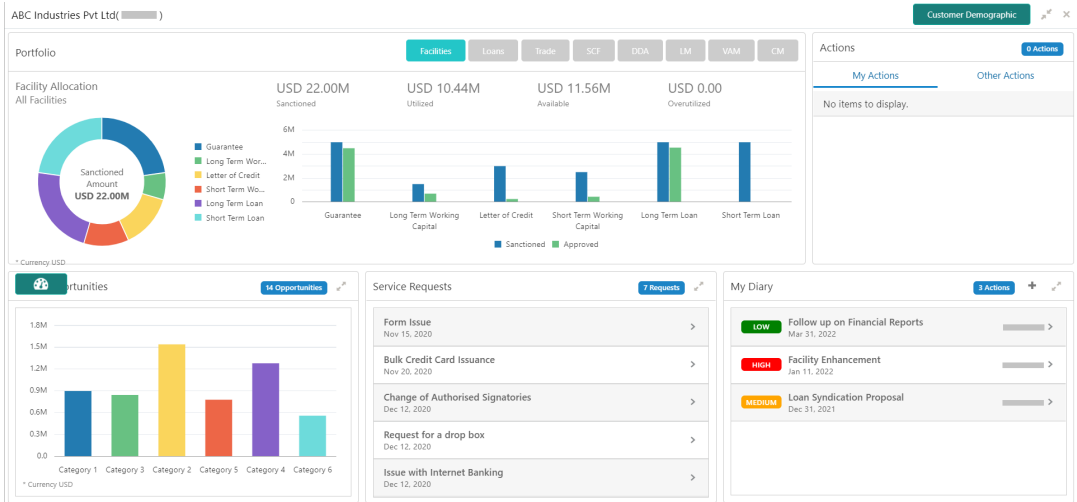 ABC Industries Pvt Ltd( )
Customer Demographic
Portfolio
Facilities
Loans
Trade
SCF
DDA
LM
VAM
CM
Facility Allocation
All Facilities
USD 22.00M
Sanctioned
USD 10.44M
Utilized
USD 11.56M
Available
USD 0.00
Overutilized
Sanctioned
Amount
USD 22.00M
Guarantee
Long Term Wor...
Letter of Credit
Short Term Wo...
Long Term Loan
Short Term Loan
6M
4M
2M
0
Guarantee
Long Term Working
Capital
Letter of Credit
Short Term Working
Capital
Long Term Loan
Short Term Loan
Sanctioned
Approved
* Currency USD
Actions
0 Actions
My Actions
Other Actions
No items to display.
ortunities
14 Opportunities
1.8M
1.5M
1.2M
0.9M
0.6M
0.3M
0.0
Category 1
Category 3
Category 2
Category 5
Category 4
Category 6
* Currency USD
Service Requests
7 Requests
Form Issue
Nov 15, 2020
Bulk Credit Card Issuance
Nov 20, 2020
Change of Authorised Signatories
Dec 12, 2020
Request for a drop box
Dec 12, 2020
Issue with Internet Banking
Dec 12, 2020
My Diary
3 Actions
LOW
Follow up on Financial Reports
Mar 31, 2022
HIGH
Facility Enhancement
Jan 11, 2022
MEDIUM
Loan Syndication Proposal
Dec 31, 2021